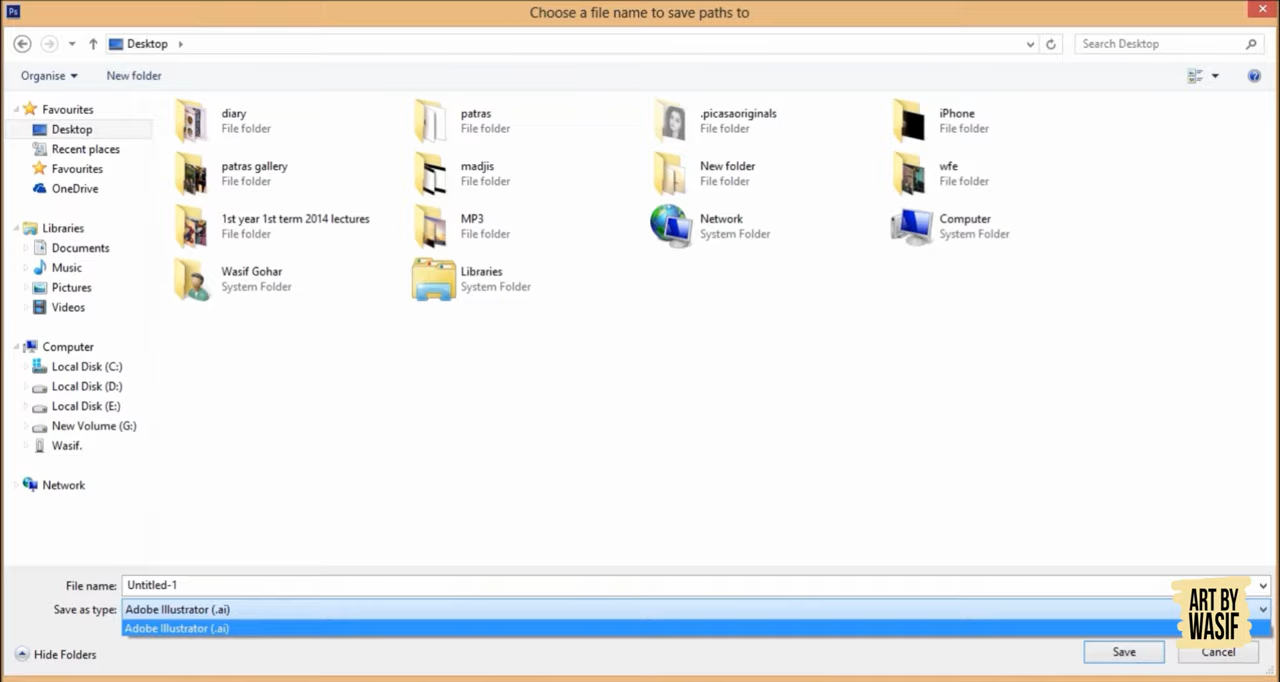 Ps
Choose a file name to save paths to
Desktop
Search Desktop
Organise
New folder
Favourites
Desktop
Recent places
Favourites
OneDrive
Libraries
Documents
Music
Pictures
Videos
Computer
Local Disk (C:)
Local Disk (D:)
Local Disk (E:)
New Volume (G:)
Wasif.
Network
diary
File folder
patras
File folder
.picasaoriginals
File folder
iPhone
File folder
patras gallery
File folder
madjis
File folder
New folder
File folder
wfe
File folder
1st year 1st term 2014 lectures
File folder
MP3
File folder
Network
System Folder
Computer
System Folder
Wasif Gohar
System Folder
Libraries
System Folder
File name: Untitled-1
Save as type: Adobe Illustrator (.ai)
Adobe Illustrator (.ai)
Hide Folders
Save
Cancel
ART BY
WASIF